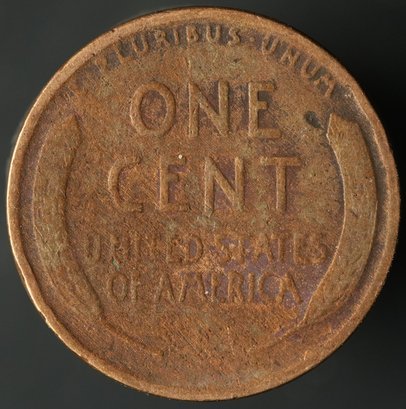 E PLURIBUS UNUM
ONE
CENT
UNITED STATES
OF AMERICA